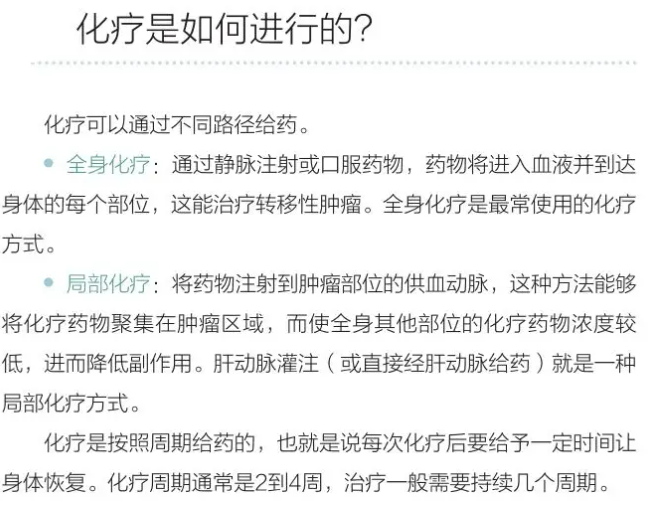 化疗是如何进行的?
化疗可以通过不同路径给药。
• 全身化疗：通过静脉注射或口服药物，药物将进入血液并到达
身体的每个部位，这能治疗转移性肿瘤。全身化疗是最常使用的化疗
方式。
• 局部化疗：将药物注射到肿瘤部位的供血动脉，这种方法能够
将化疗药物聚集在肿瘤区域，而使全身其他部位的化疗药物浓度较
低，进而降低副作用。肝动脉灌注（或直接经肝动脉给药）就是一种
局部化疗方式。
化疗是按照周期给药的，也就是说每次化疗后要给予一定时间让
身体恢复。化疗周期通常是2到4周，治疗一般需要持续几个周期。